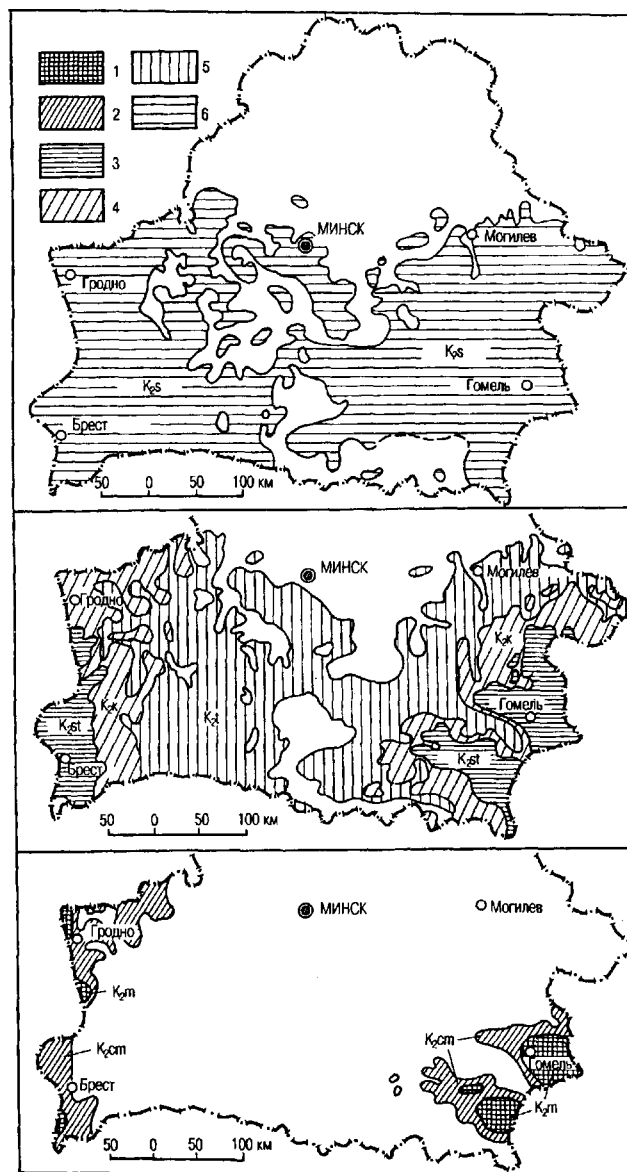 1 5
2 6
3
4
МИНСК
Могилев
Гродно
K₂s
K₂s
Гомель
Брест
50 0 50 100 км
МИНСК
Могилев
Гродно
K₂k
K₂k
K₂t
Гомель
K₂st
K₂st
Брест
50 0 50 100 км
МИНСК
Могилев
Гродно
K₂m
K₂cm
K₂cm
Гомель
Брест
K₂m
50 0 50 100 км